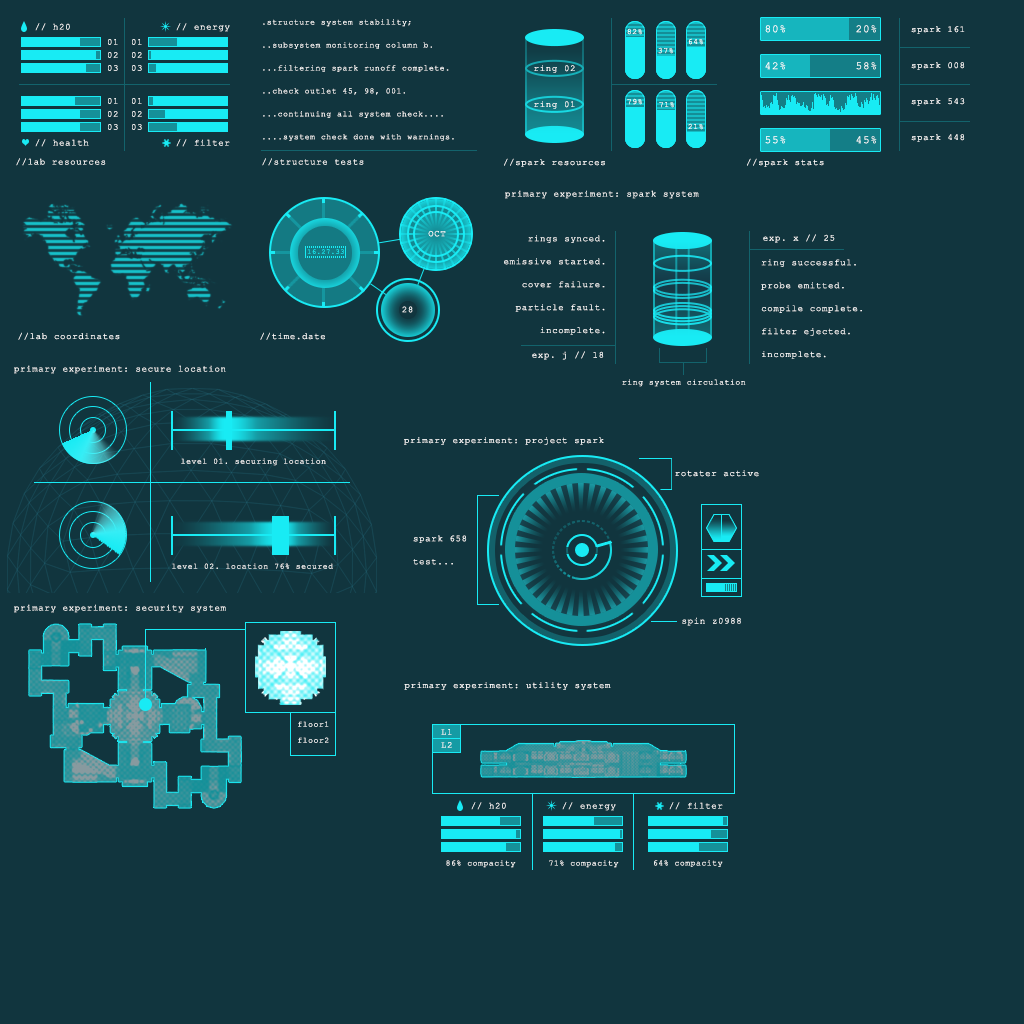 // h20
// energy
01
02
03
01
02
03
01
02
03
01
02
03
// health
// filter
//lab resources
.structure system stability;
..subsystem monitoring column b.
...filtering spark runoff complete.
..check outlet 45, 98, 001.
...continuing all system check....
....system check done with warnings.
//structure tests
ring 02
ring 01
82%
37%
64%
79%
71%
21%
//spark resources
80%
20%
42%
58%
55%
45%
spark 161
spark 008
spark 543
spark 448
//spark stats
//lab coordinates
16.27.33
OCT
28
//time.date
primary experiment: spark system
rings synced.
emissive started.
cover failure.
particle fault.
incomplete.
exp. j // 18
exp. x // 25
ring successful.
probe emitted.
compile complete.
filter ejected.
incomplete.
ring system circulation
primary experiment: secure location
level 01. securing location
level 02. location 76% secured
primary experiment: project spark
rotater active
spark 658
test...
spin z0988
primary experiment: security system
floor1
floor2
primary experiment: utility system
L1
L2
// h20
// energy
// filter
86% compacity
71% compacity
64% compacity